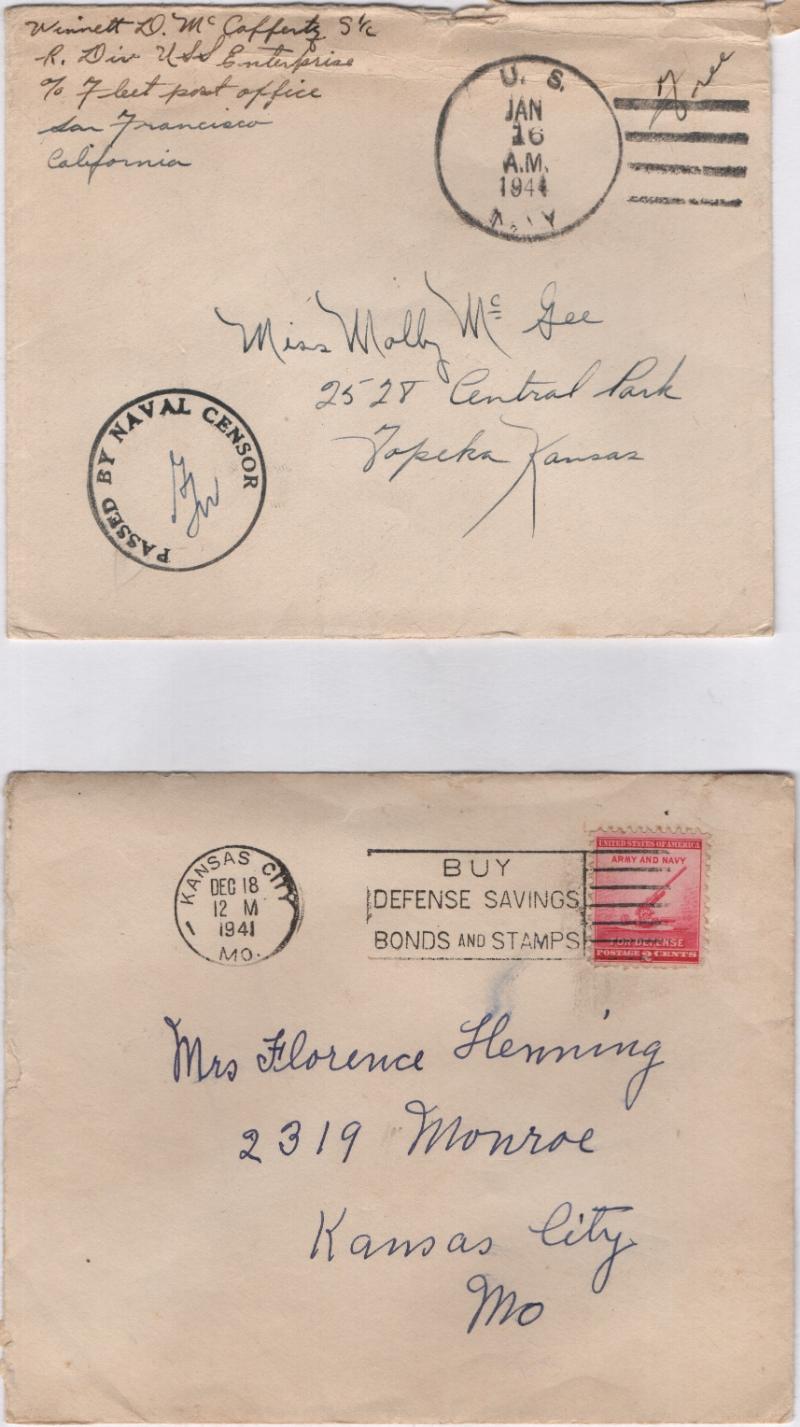 Winnett D. McCafferty S1/c
R. Div USS Enterprise
c/o Fleet post office
San Francisco
California
U. S.
JAN
16
A.M.
1944
Free
Miss Molly Mc Gee
2528 Central Park
Topeka Kansas
PASSED BY NAVAL CENSOR
KANSAS CITY
DEC 18
12 M
1941
MO.
BUY
DEFENSE SAVINGS
BONDS AND STAMPS
UNITED STATES OF AMERICA
ARMY AND NAVY
FOR DEFENSE
POSTAGE 2 CENTS
Mrs Florence Henning
2319 Monroe
Kansas City
Mo